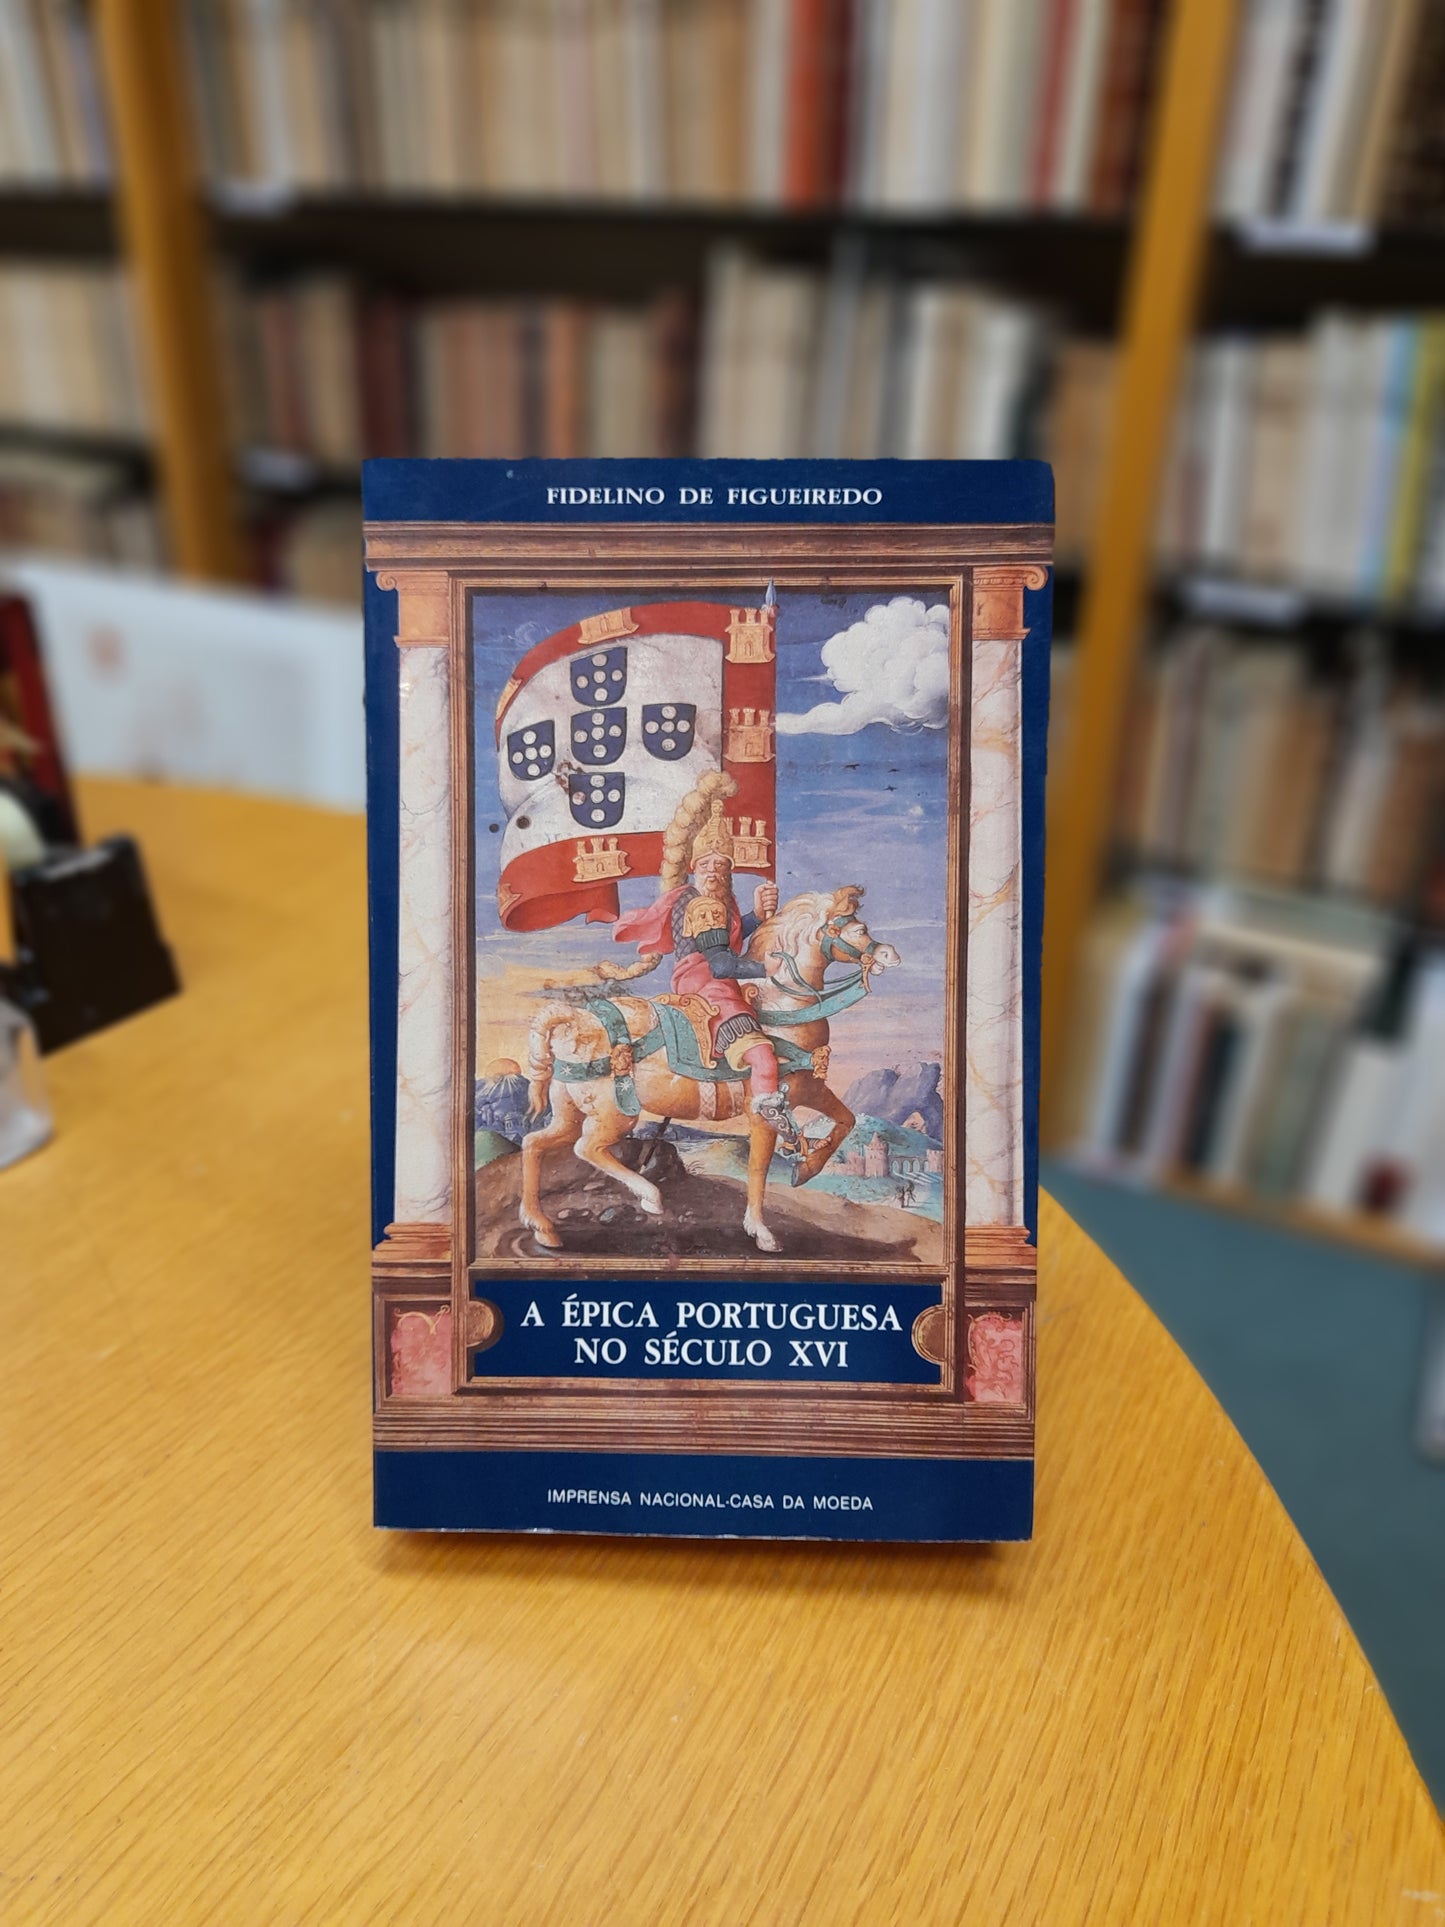 FIDELINO DE FIGUEIREDO
A ÉPICA PORTUGUESA
NO SÉCULO XVI
IMPRENSA NACIONAL-CASA DA MOEDA